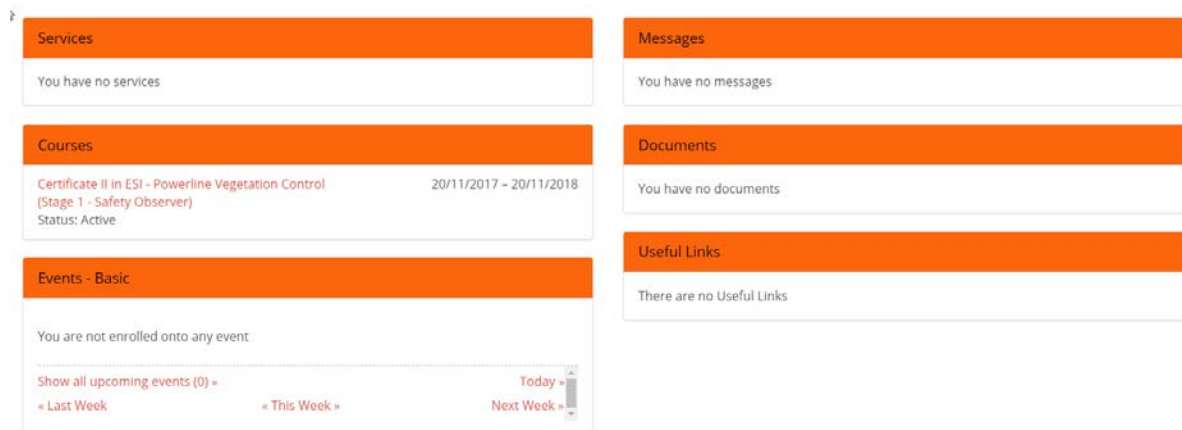 Services
You have no services
Courses
Certificate II in ESI - Powerline Vegetation Control
(Stage 1 - Safety Observer)
20/11/2017 – 20/11/2018
Status: Active
Events - Basic
You are not enrolled onto any event
Show all upcoming events (0) »
Today »
« Last Week
« This Week »
Next Week »
Messages
You have no messages
Documents
You have no documents
Useful Links
There are no Useful Links